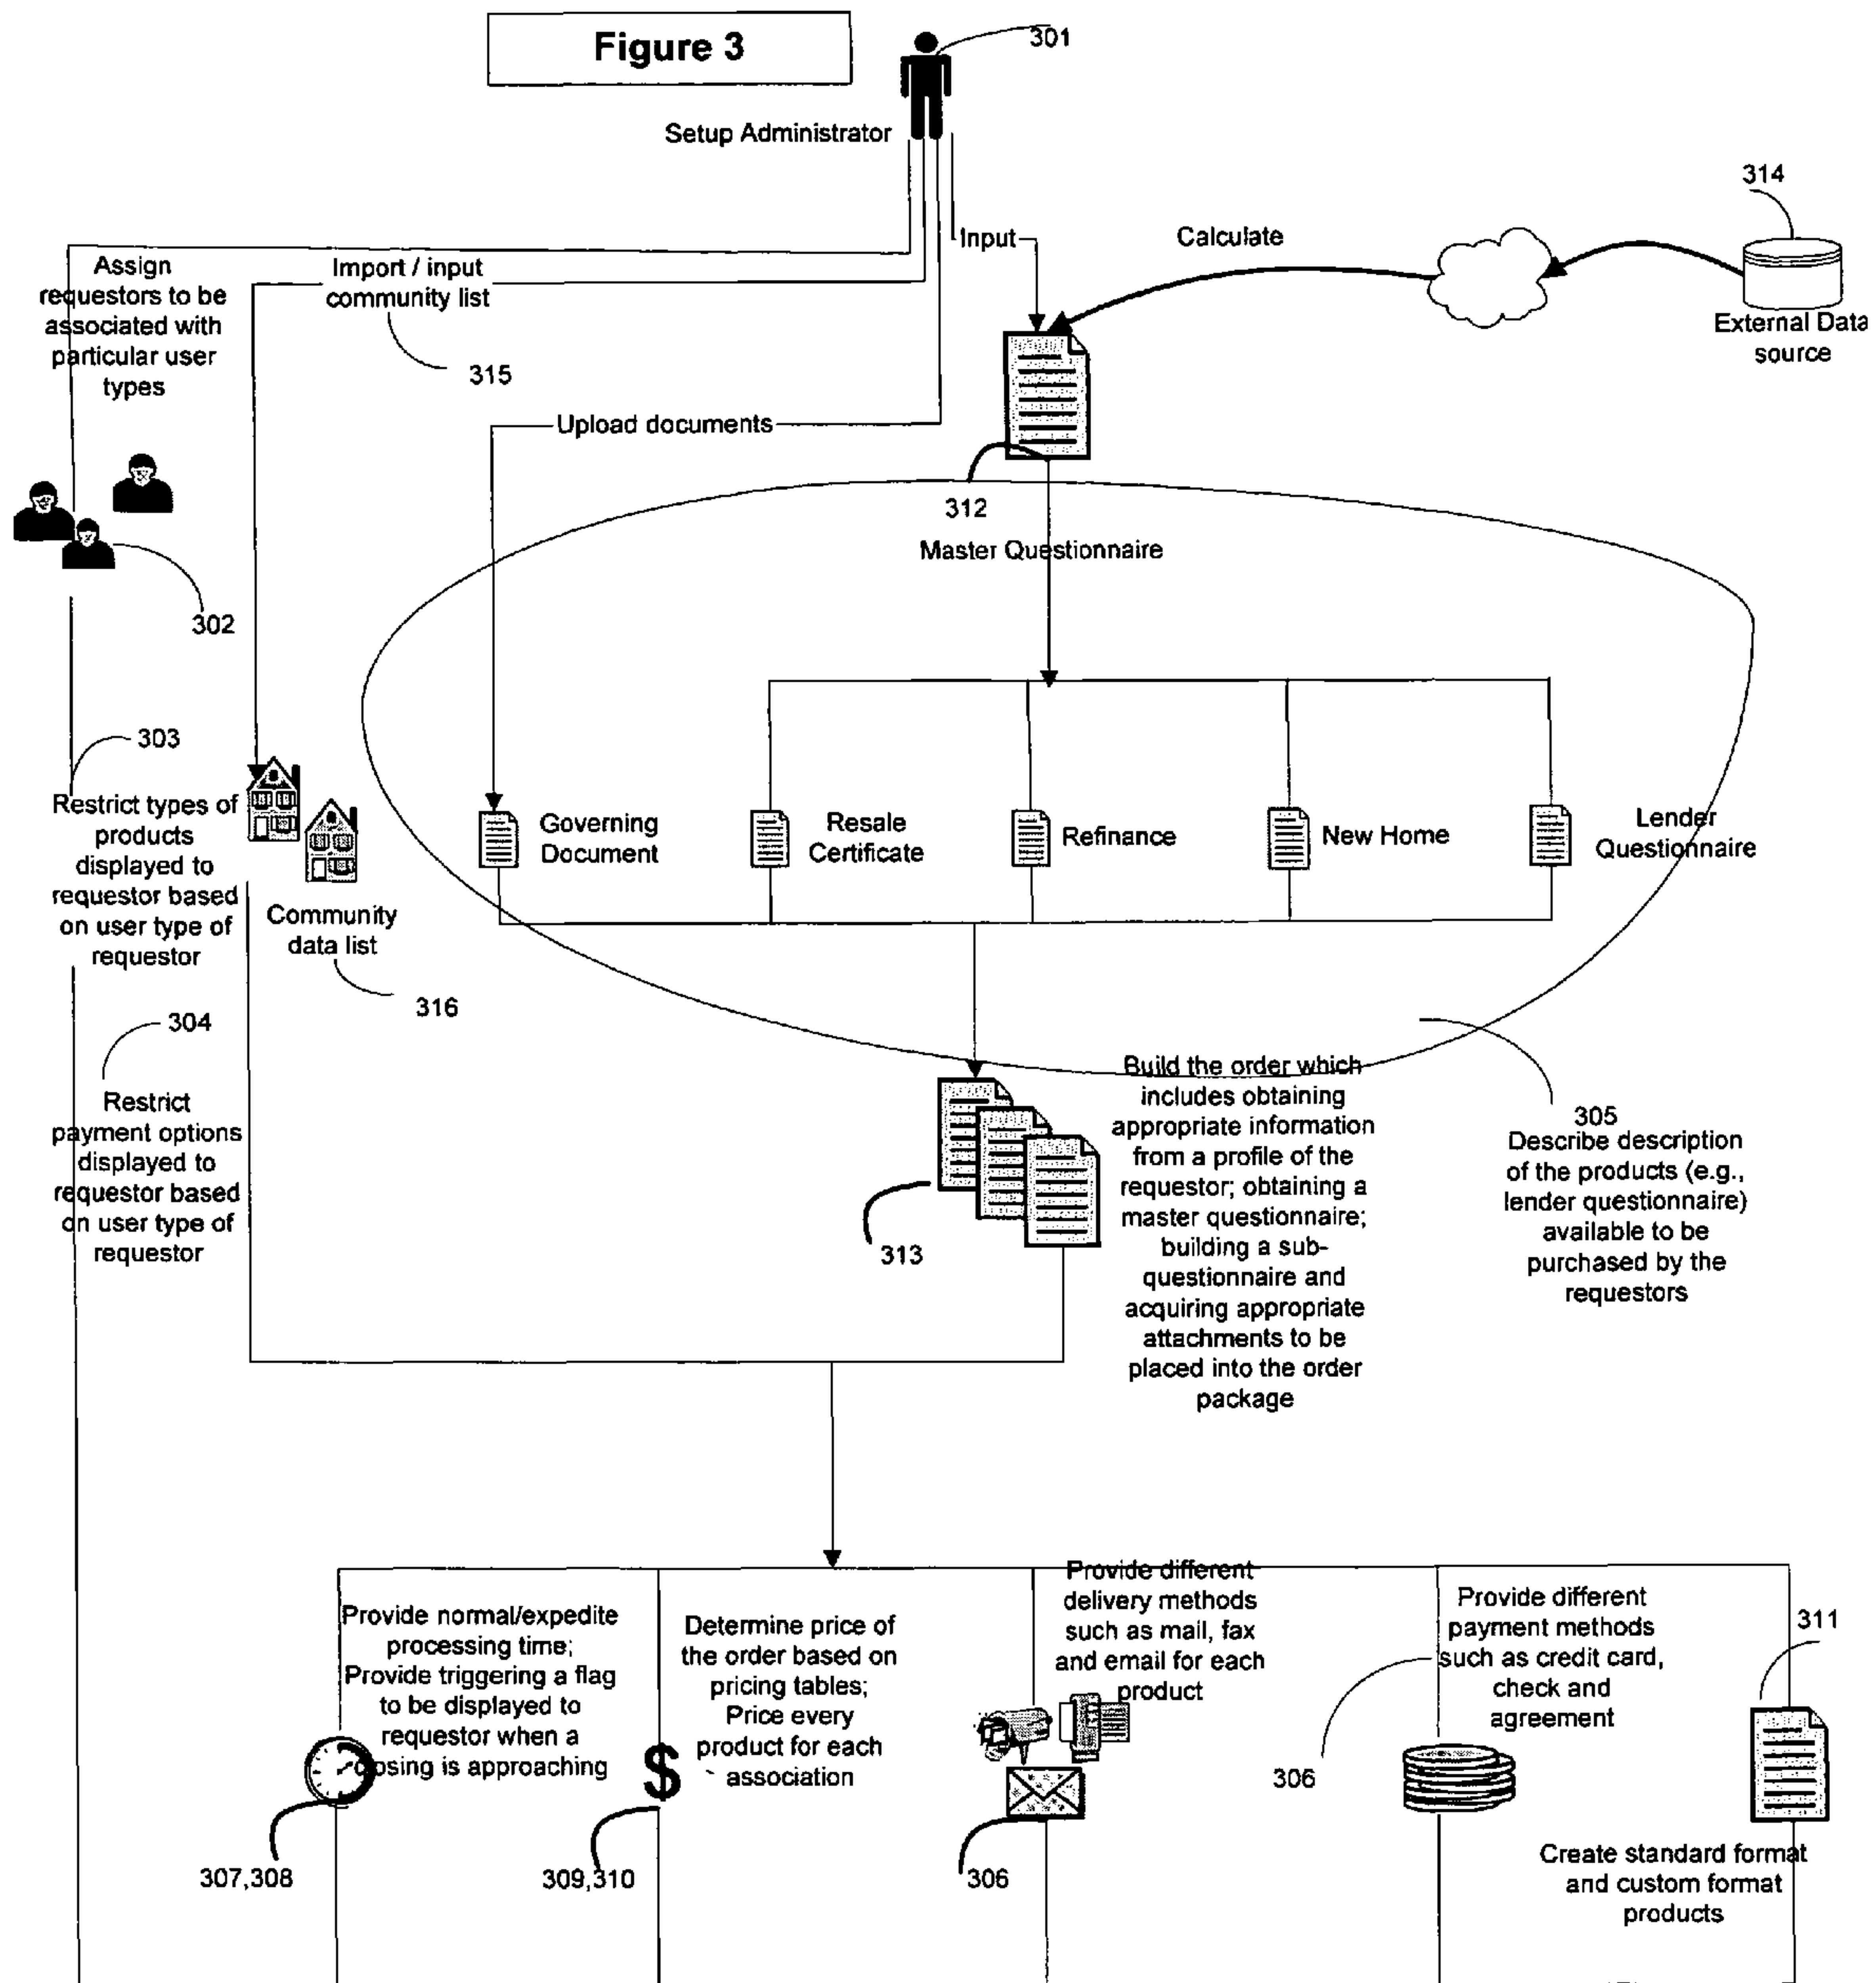 Figure 3
301
Setup Administrator
314
Input
Calculate
External Data
source
Assign
requestors to be
associated with
particular user
types
Import / input
community list
315
Upload documents
312
Master Questionnaire
302
303
Restrict types of
products
displayed to
requestor based
on user type of
requestor
Community
data list
316
Governing
Document
Resale
Certificate
Refinance
New Home
Lender
Questionnaire
304
Restrict
payment options
displayed to
requestor based
on user type of
requestor
313
Build the order which
includes obtaining
appropriate information
from a profile of the
requestor; obtaining a
master questionnaire;
building a sub-
questionnaire and
acquiring appropriate
attachments to be
placed into the order
package
305
Describe description
of the products (e.g.,
lender questionnaire)
available to be
purchased by the
requestors
Provide normal/expedite
processing time;
Provide triggering a flag
to be displayed to
requestor when a
closing is approaching
307,308
Determine price of
the order based on
pricing tables;
Price every
product for each
association
309,310
Provide different
delivery methods
such as mail, fax
and email for each
product
306
Provide different
payment methods
such as credit card,
check and
agreement
306
311
$
Create standard format
and custom format
products